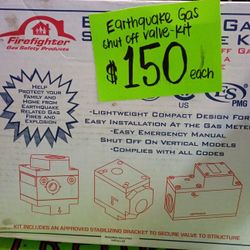 Firefighter
Gas Safety Products
Earthquake Gas
Shut off Valve-Kit
$150 each
HELP
PROTECT YOUR
FAMILY AND
HOME FROM
EARTHQUAKE
RELATED
GAS FIRES
AND
EXPLOSION
US
PMG
-LIGHTWEIGHT COMPACT DESIGN FOR
EASY INSTALLATION AT THE GAS METER
-EASY EMERGENCY MANUAL
SHUT OFF ON VERTICAL MODELS
-COMPLIES WITH ALL CODES
KIT INCLUDES AN APPROVED STABILIZING BRACKET TO SECURE VALVE TO STRUCTURE